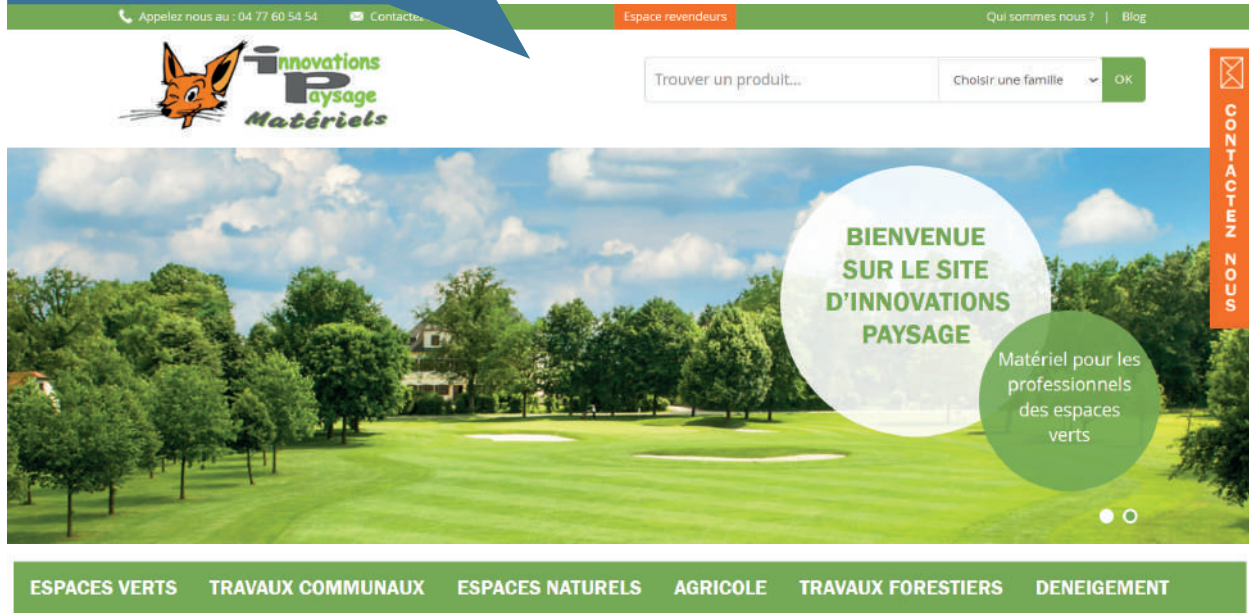 Appelez nous au : 04 77 60 54 54 Contactez
Espace revendeurs
Qui sommes nous ? | Blog
innovations
Paysage
Matériels
Trouver un produit...
Choisir une famille
OK
CONTACTEZ NOUS
BIENVENUE
SUR LE SITE
D'INNOVATIONS
PAYSAGE
Matériel pour les
professionnels
des espaces
verts
ESPACES VERTS TRAVAUX COMMUNAUX ESPACES NATURELS AGRICOLE TRAVAUX FORESTIERS DENEIGEMENT